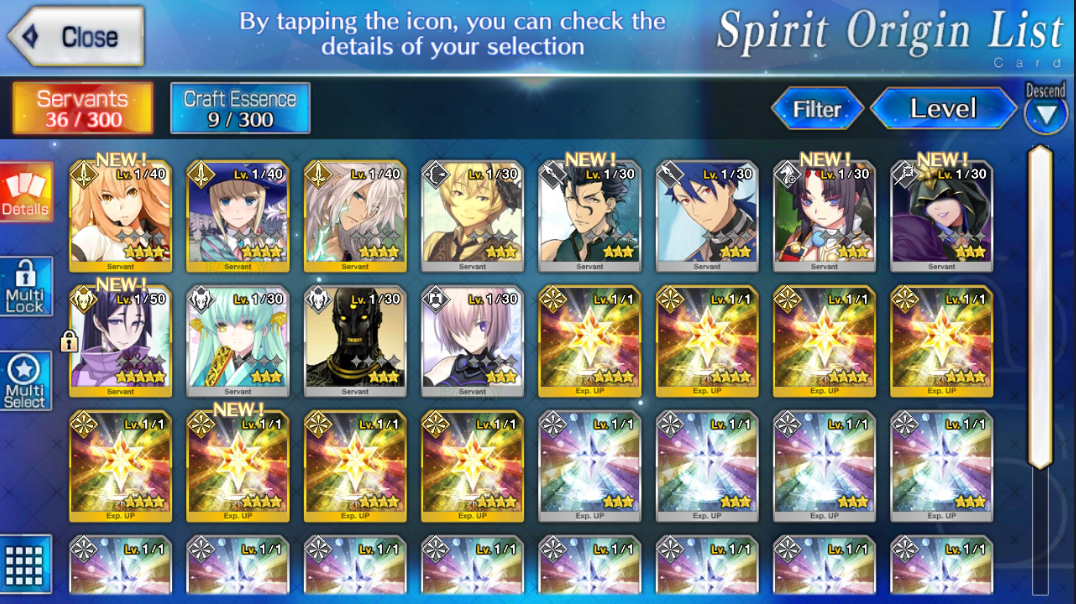 Close
By tapping the icon, you can check the
details of your selection
Spirit Origin List
Card
Servants
36 / 300
Craft Essence
9 / 300
Filter
Level
Descend
Details
Multi
Lock
Multi
Select
NEW! NEW! NEW! NEW!
Lv. 1/40 Lv. 1/40 Lv. 1/40 Lv. 1/30 Lv. 1/30 Lv. 1/30 Lv. 1/30 Lv. 1/30
Servant Servant Servant Servant Servant Servant Servant Servant
NEW!
Lv. 1/50 Lv. 1/30 Lv. 1/30 Lv. 1/30 Lv. 1/1 Lv. 1/1 Lv. 1/1 Lv. 1/1
Servant Servant Servant Servant Exp. UP Exp. UP Exp. UP Exp. UP
NEW!
Lv. 1/1 Lv. 1/1 Lv. 1/1 Lv. 1/1 Lv. 1/1 Lv. 1/1 Lv. 1/1 Lv. 1/1
Exp. UP Exp. UP Exp. UP Exp. UP Exp. UP Exp. UP Exp. UP Exp. UP
Lv. 1/1 Lv. 1/1 Lv. 1/1 Lv. 1/1 Lv. 1/1 Lv. 1/1 Lv. 1/1 Lv. 1/1